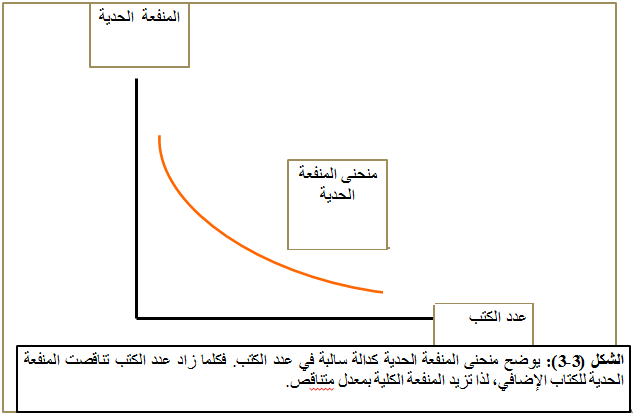 المنفعة الحدية
منحنى المنفعة
الحدية
عدد الكتب
الشكل (3-3): يوضح منحنى المنفعة الحدية كدالة سالبة في عدد الكتب. فكلما زاد عدد الكتب تناقصت المنفعة
الحدية للكتاب الإضافي، لذا تزيد المنفعة الكلية بمعدل متناقص.